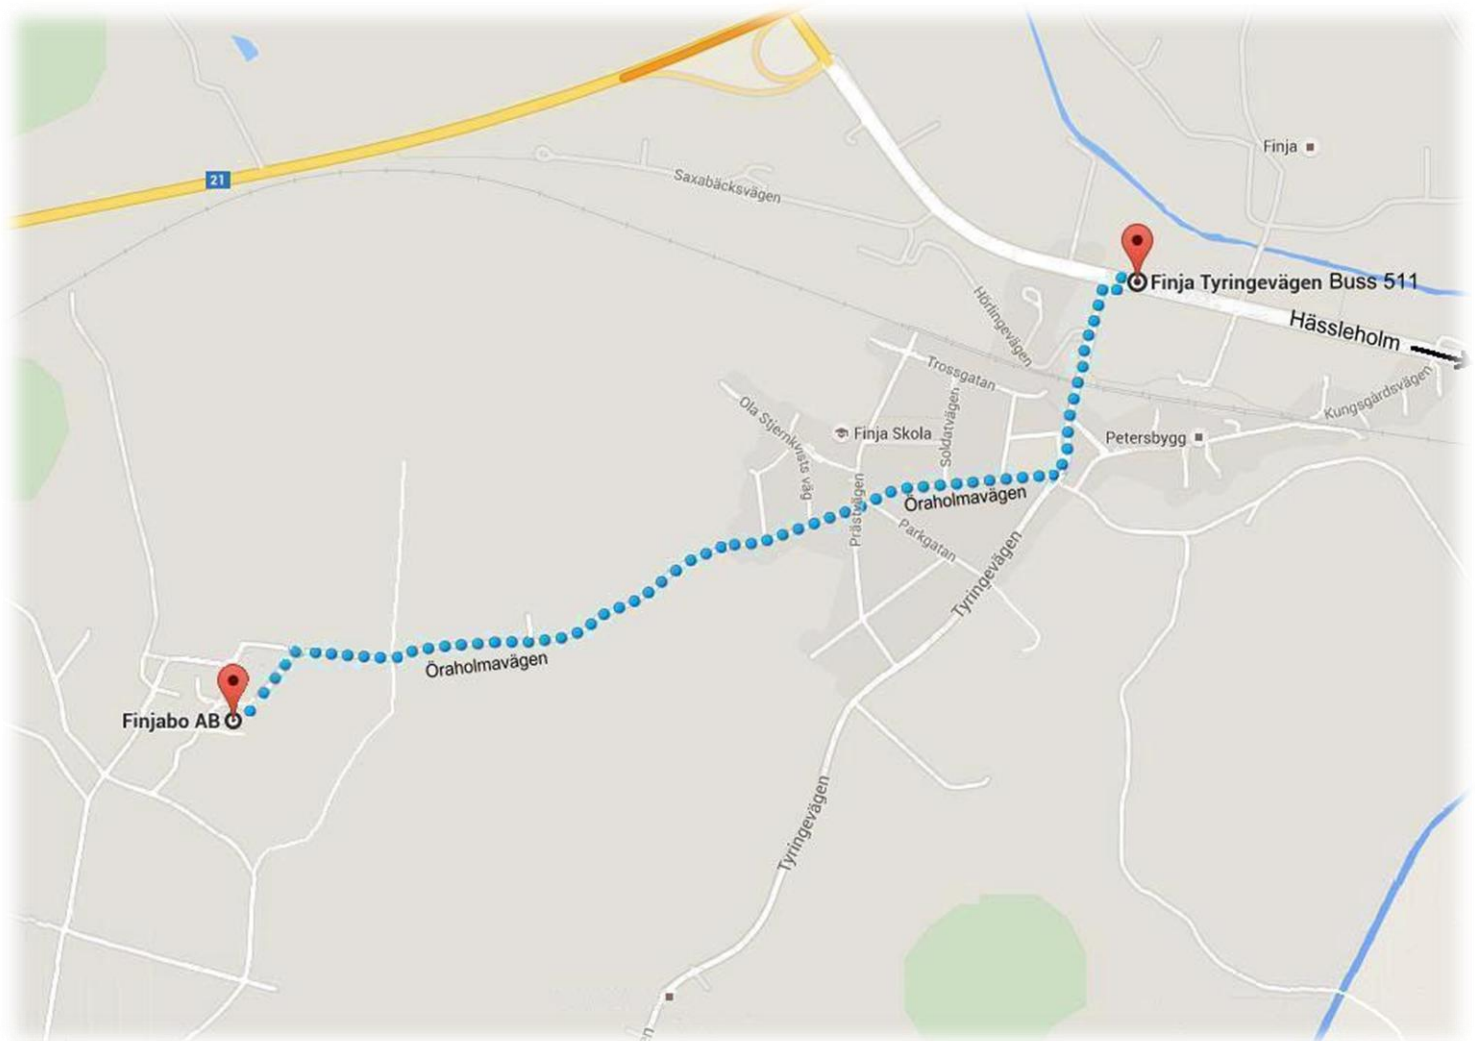 21
Saxabäcksvägen
Finja
Finja Tyringevägen Buss 511
Hässleholm
Hörlingevägen
Trossgatan
Kungsgårdsvägen
Ola Stjernkvists väg
Soldatvägen
Finja Skola
Petersbygg
Prästvägen
Öraholmavägen
Parkgatan
Tyringevägen
Öraholmavägen
Finjabo AB
Tyringevägen